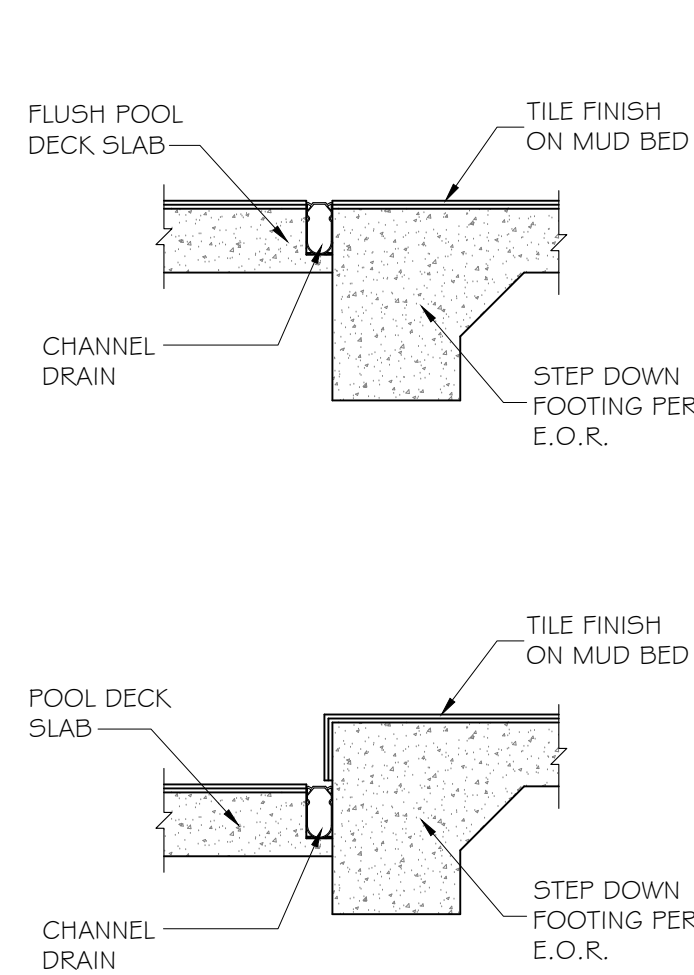 FLUSH POOL
DECK SLAB
TILE FINISH
ON MUD BED
CHANNEL
DRAIN
STEP DOWN
FOOTING PER
E.O.R.
TILE FINISH
ON MUD BED
POOL DECK
SLAB
CHANNEL
DRAIN
STEP DOWN
FOOTING PER
E.O.R.